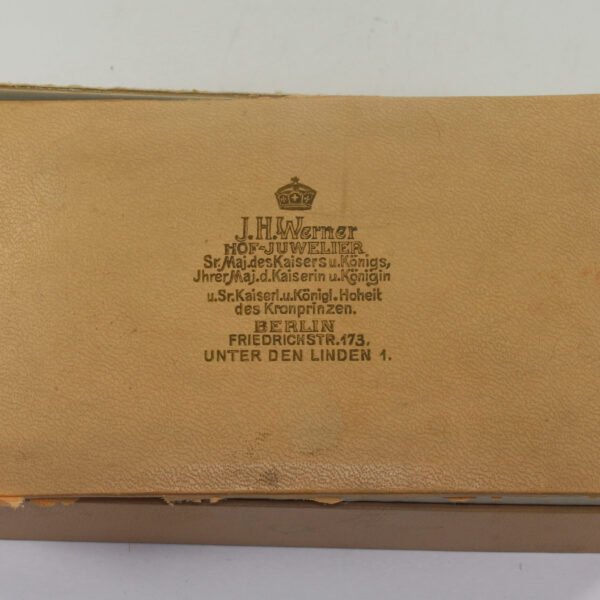 J.H.Werner
HOF-JUWELIER
Sr.Maj.des Kaisers u.Königs,
Jhrer Maj.d.Kaiserin u.Königin
u.Sr.Kaiserl.u.Königl.Hoheit
des Kronprinzen.
BERLIN
FRIEDRICHSTR.173.
UNTER DEN LINDEN 1.